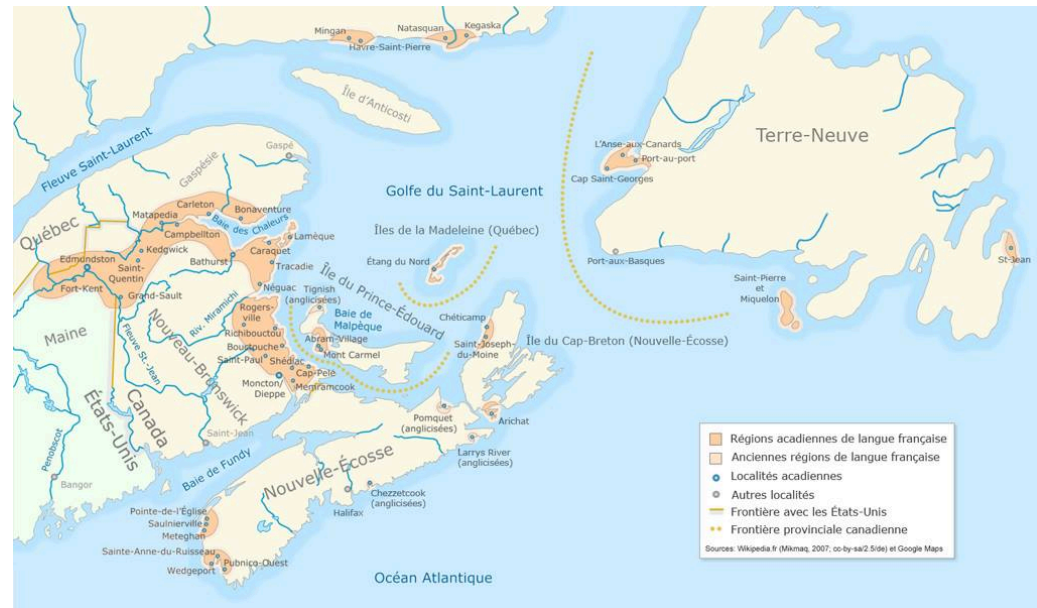 Mingan
Natasquan
Kegaska
Havre-Saint-Pierre
Île d'Anticosti
Fleuve Saint-Laurent
Gaspé
Gaspésie
Terre-Neuve
L'Anse-aux-Canards
Port-au-port
Cap Saint-Georges
Golfe du Saint-Laurent
Carleton
Bonaventure
Matapedia
Baie des Chaleurs
Québec
Campbellton
Lamèque
Îles de la Madeleine (Québec)
Kedgwick
Caraquet
Edmundston
Bathurst
Saint-
Quentin
Tracadie
Étang du Nord
Port-aux-Basques
St-Jean
Fort-Kent
Grand-Sault
Néguac
Tignish
(anglicisées)
Île du Prince-Édouard
Saint-Pierre
et
Miquelon
Riv. Miramichi
Rogers-
ville
Baie de
Malpèque
Chéticamp
Maine
Fleuve St.-Jean
Nouveau-Brunswick
Richibouctou
Abram-Village
Saint-Joseph-
du-Moine
Île du Cap-Breton (Nouvelle-Écosse)
Bouctouche
Mont Carmel
Saint-Paul
Shédiac
Cap-Pelé
Moncton/
Dieppe
Memramcook
États-Unis
Canada
Pomquet
(anglicisées)
Arichat
Saint-Jean
Penobscot
Bangor
Baie de Fundy
Nouvelle-Écosse
Larrys River
(anglicisées)
Chezzetcook
(anglicisées)
Halifax
Pointe-de-l'Église
Saulnierville
Meteghan
Sainte-Anne-du-Ruisseau
Wedgeport
Pubnico-Ouest
Océan Atlantique
Régions acadiennes de langue française
Anciennes régions de langue française
Localités acadiennes
Autres localités
Frontière avec les États-Unis
Frontière provinciale canadienne
Sources: Wikipedia.fr (Mikmaq, 2007; cc-by-sa/2.5/de) et Google Maps